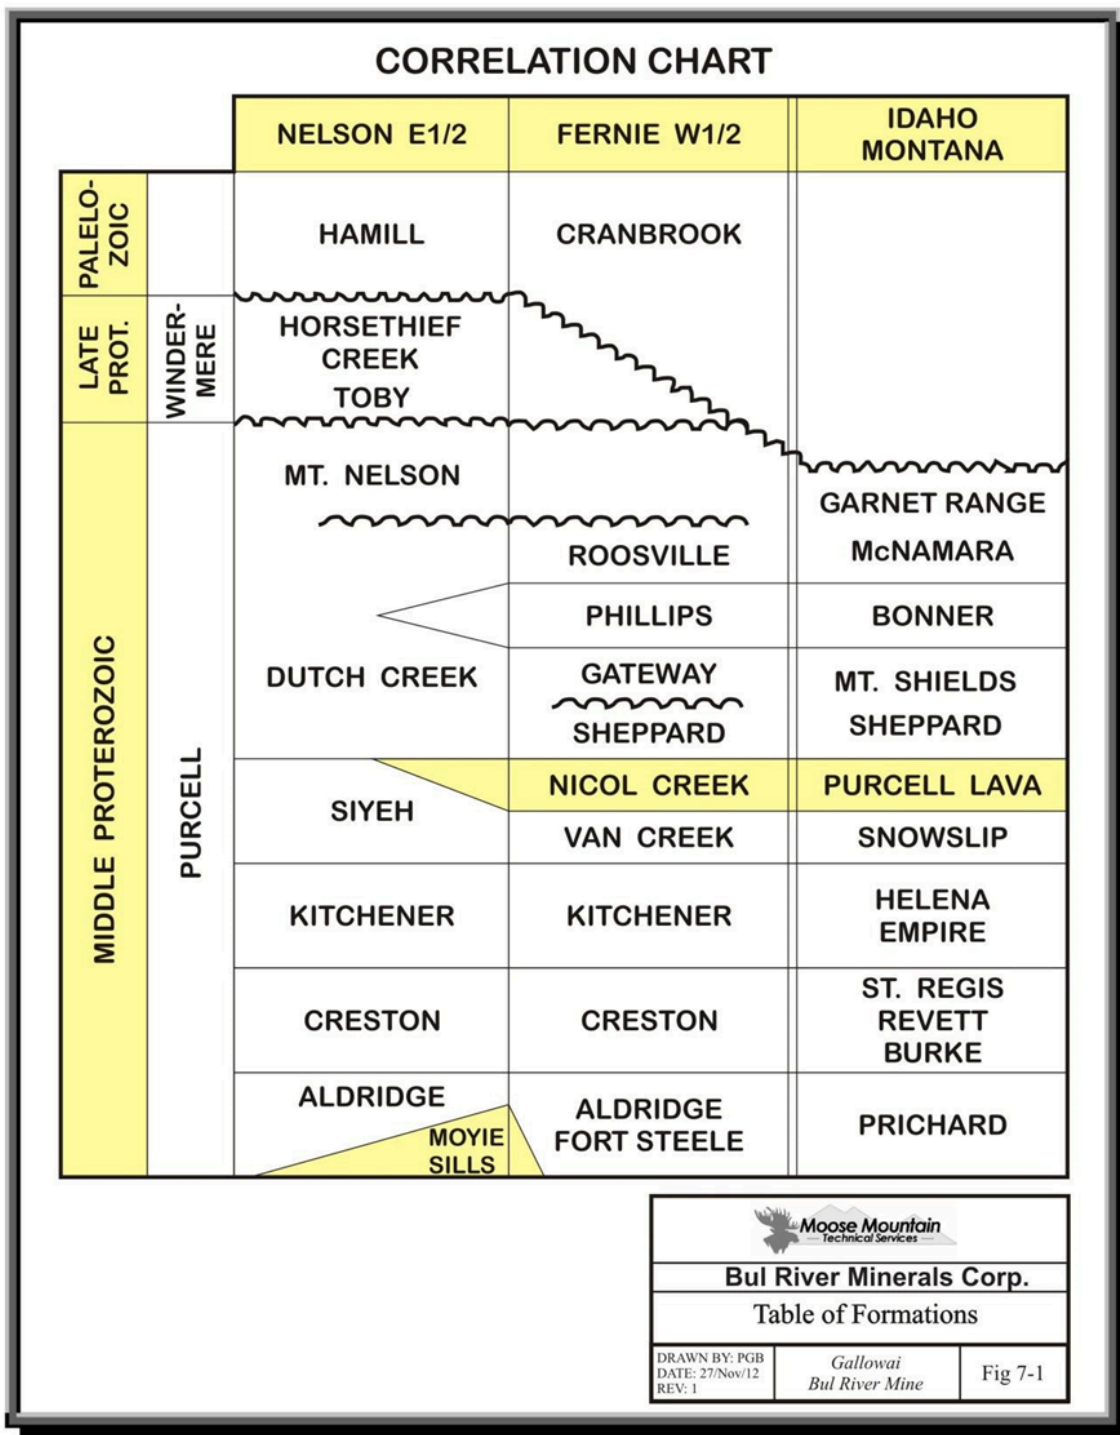 CORRELATION CHART
NELSON E1/2
FERNIE W1/2
IDAHO
MONTANA
PALELO-
ZOIC
HAMILL
CRANBROOK
LATE
PROT.
WINDER-
MERE
HORSETHIEF
CREEK
TOBY
MIDDLE PROTEROZOIC
PURCELL
MT. NELSON
GARNET RANGE
ROOSVILLE
McNAMARA
PHILLIPS
BONNER
DUTCH CREEK
GATEWAY
MT. SHIELDS
SHEPPARD
SHEPPARD
NICOL CREEK
PURCELL LAVA
SIYEH
VAN CREEK
SNOWSLIP
KITCHENER
KITCHENER
HELENA
EMPIRE
CRESTON
CRESTON
ST. REGIS
REVETT
BURKE
ALDRIDGE
MOYIE
SILLS
ALDRIDGE
FORT STEELE
PRICHARD
Moose Mountain
Technical Services
Bul River Minerals Corp.
Table of Formations
DRAWN BY: PGB
DATE: 27/Nov/12
REV: 1
Gallowai
Bul River Mine
Fig 7-1